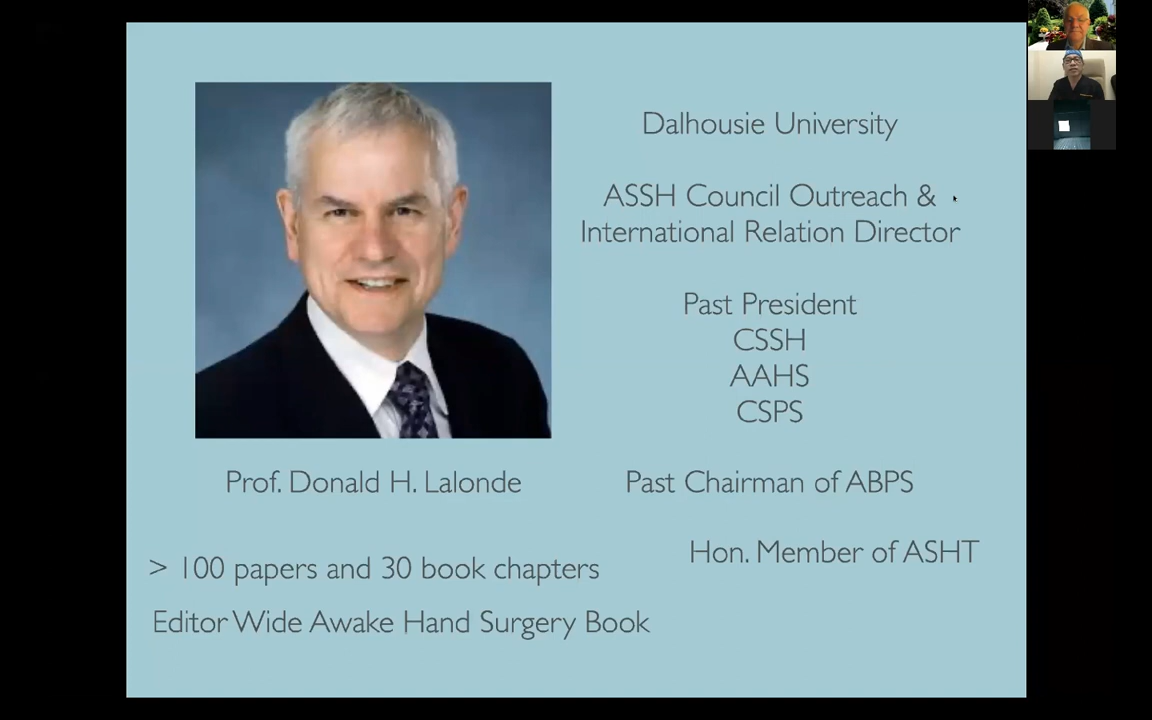 Dalhousie University
ASSH Council Outreach &
International Relation Director
Past President
CSSH
AAHS
CSPS
Prof. Donald H. Lalonde
Past Chairman of ABPS
Hon. Member of ASHT
> 100 papers and 30 book chapters
Editor Wide Awake Hand Surgery Book